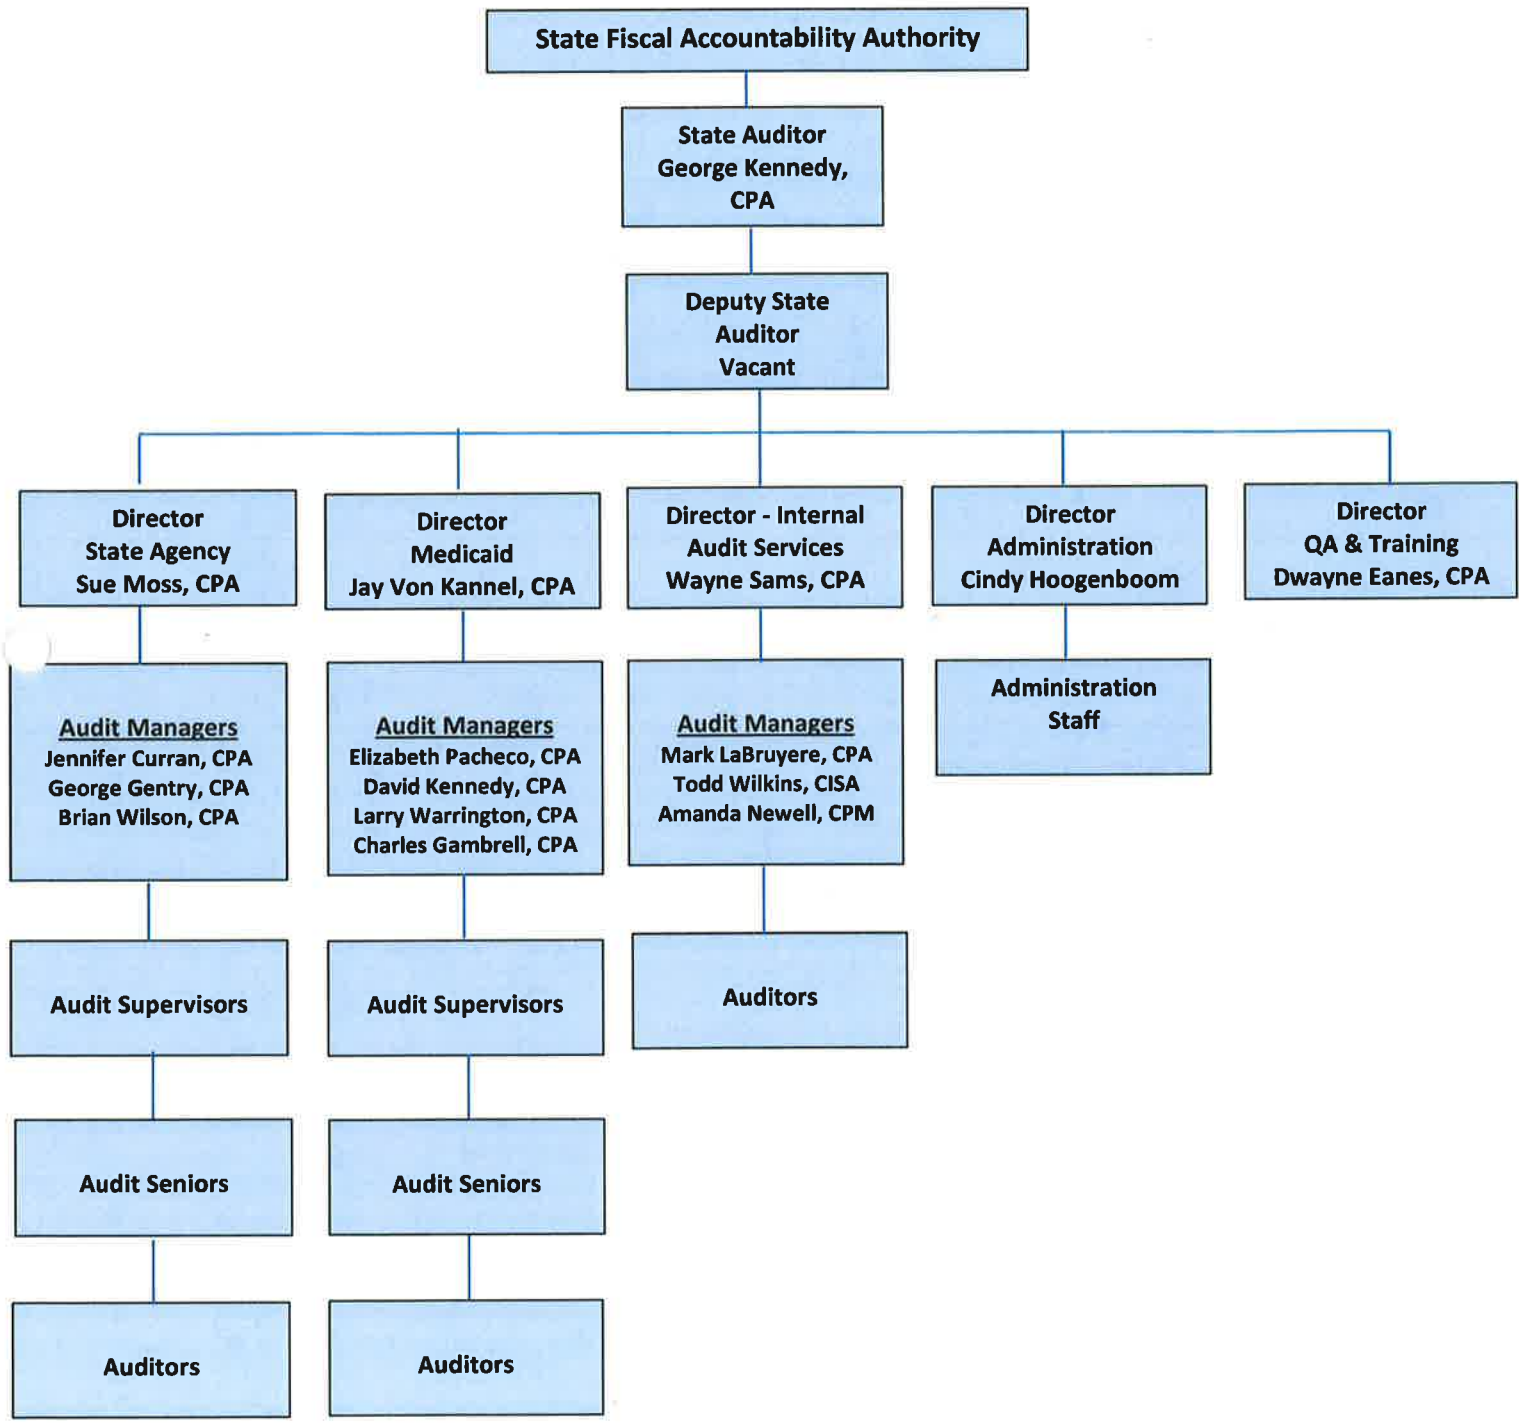 State Fiscal Accountability Authority
State Auditor
George Kennedy,
CPA
Deputy State
Auditor
Vacant
Director
State Agency
Sue Moss, CPA
Director
Medicaid
Jay Von Kannel, CPA
Director - Internal
Audit Services
Wayne Sams, CPA
Director
Administration
Cindy Hoogenboom
Director
QA & Training
Dwayne Eanes, CPA
Audit Managers
Jennifer Curran, CPA
George Gentry, CPA
Brian Wilson, CPA
Audit Managers
Elizabeth Pacheco, CPA
David Kennedy, CPA
Larry Warrington, CPA
Charles Gambrell, CPA
Audit Managers
Mark LaBruyere, CPA
Todd Wilkins, CISA
Amanda Newell, CPM
Administration
Staff
Audit Supervisors
Audit Supervisors
Auditors
Audit Seniors
Audit Seniors
Auditors
Auditors